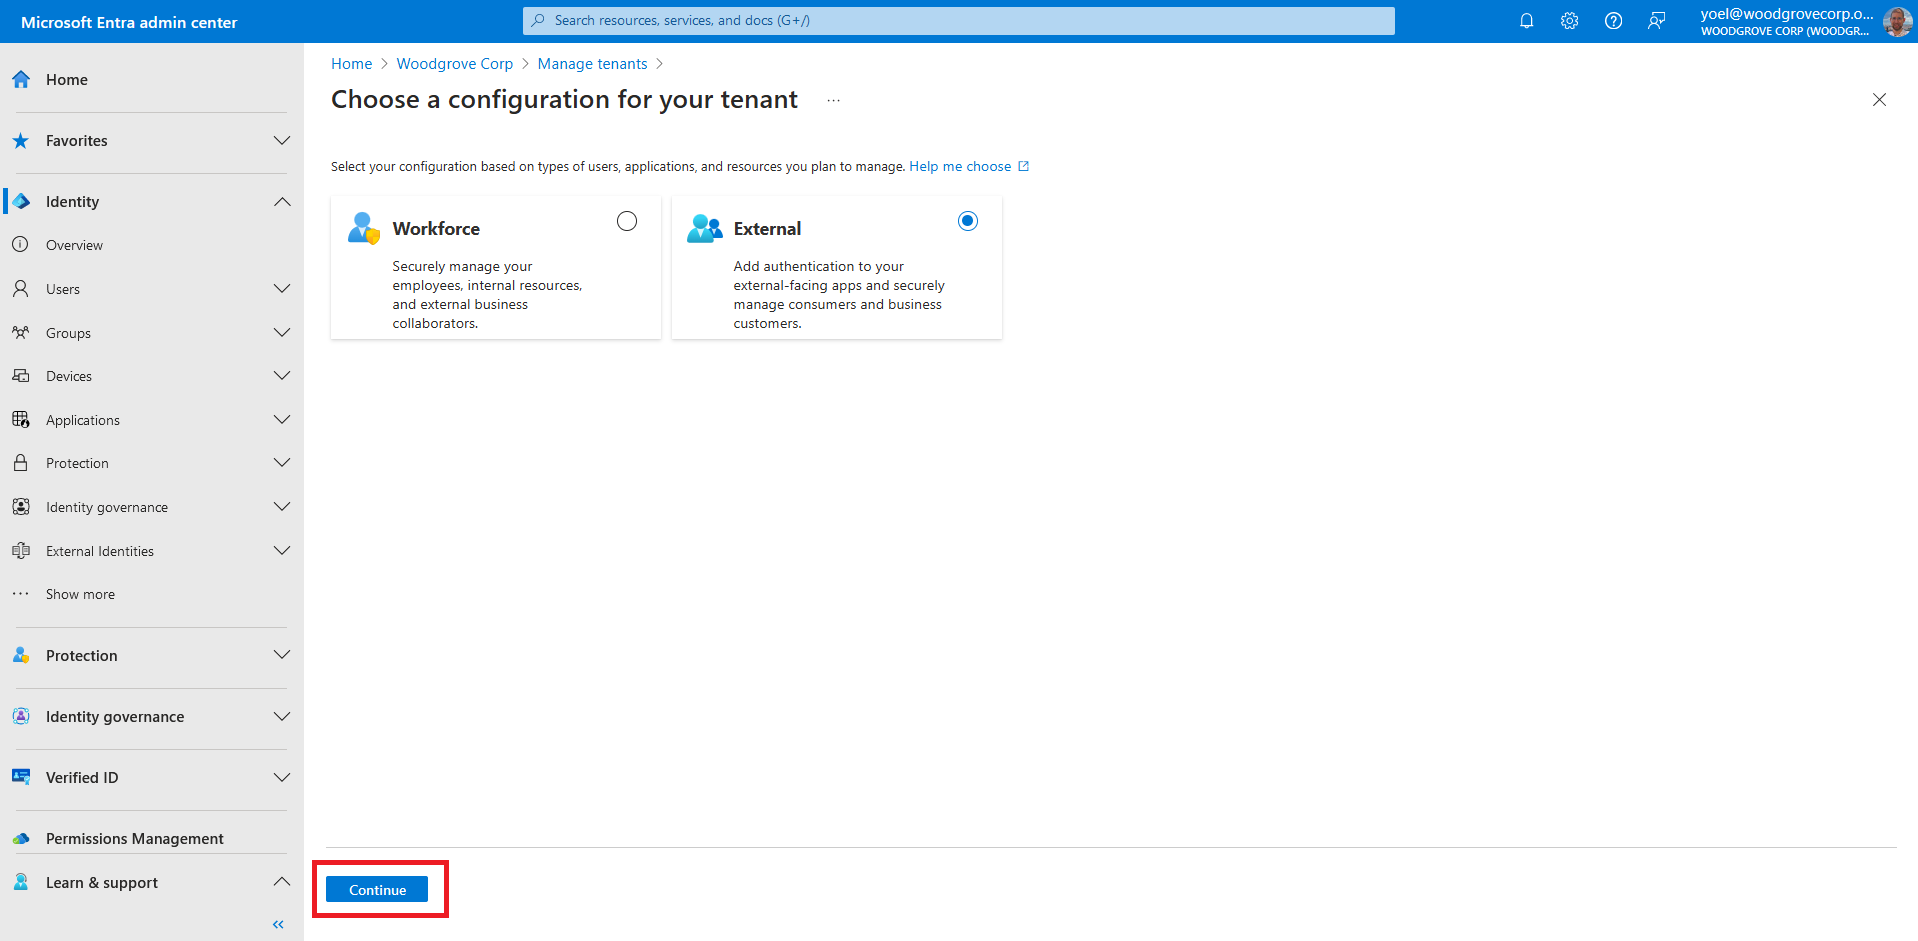 Microsoft Entra admin center
Search resources, services, and docs (G+/)
yoel@woodgrovecorp.o...
WOODGROVE CORP (WOODGR...
Home
Favorites
Identity
Overview
Users
Groups
Devices
Applications
Protection
Identity governance
External Identities
Show more
Protection
Identity governance
Verified ID
Permissions Management
Learn & support
Home > Woodgrove Corp > Manage tenants >
Choose a configuration for your tenant ...
Select your configuration based on types of users, applications, and resources you plan to manage. Help me choose
Workforce
Securely manage your
employees, internal resources,
and external business
collaborators.
External
Add authentication to your
external-facing apps and securely
manage consumers and business
customers.
Continue